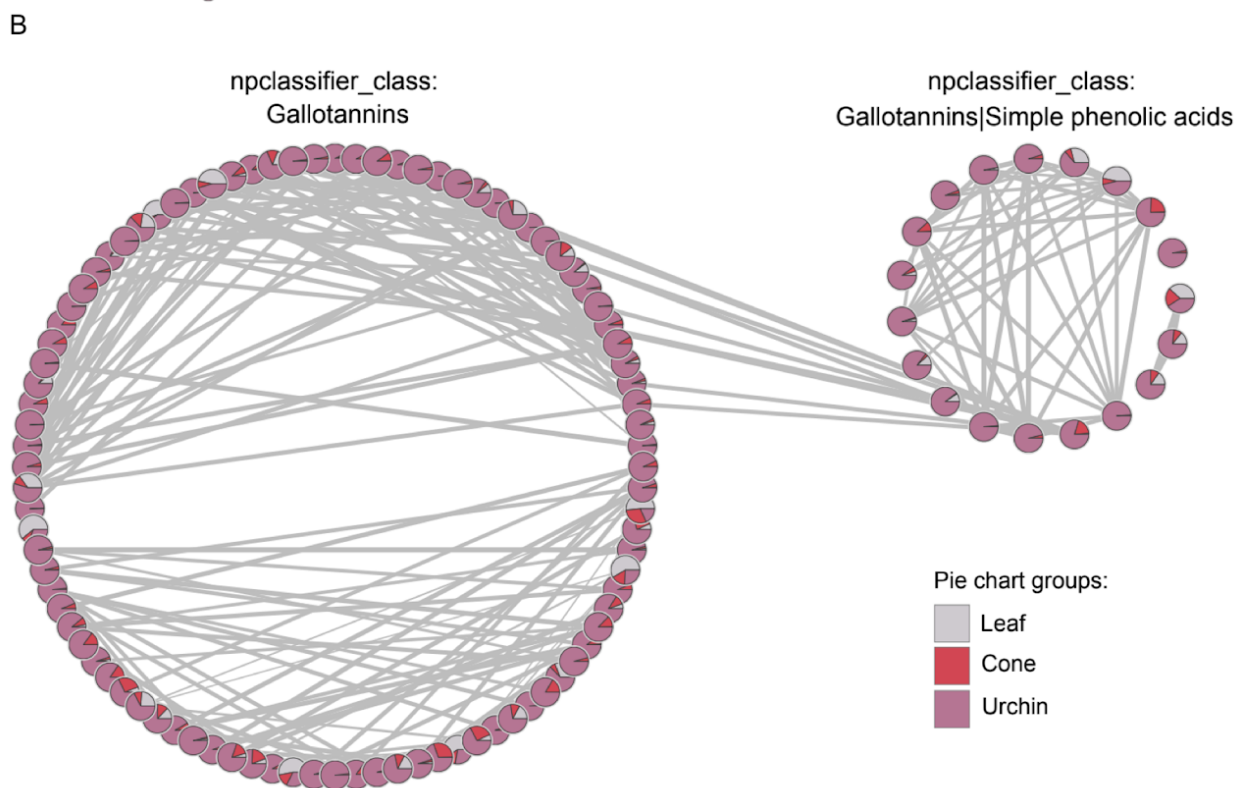 B
npclassifier_class:
Gallotannins
npclassifier_class:
Gallotannins|Simple phenolic acids
Pie chart groups:
Leaf
Cone
Urchin